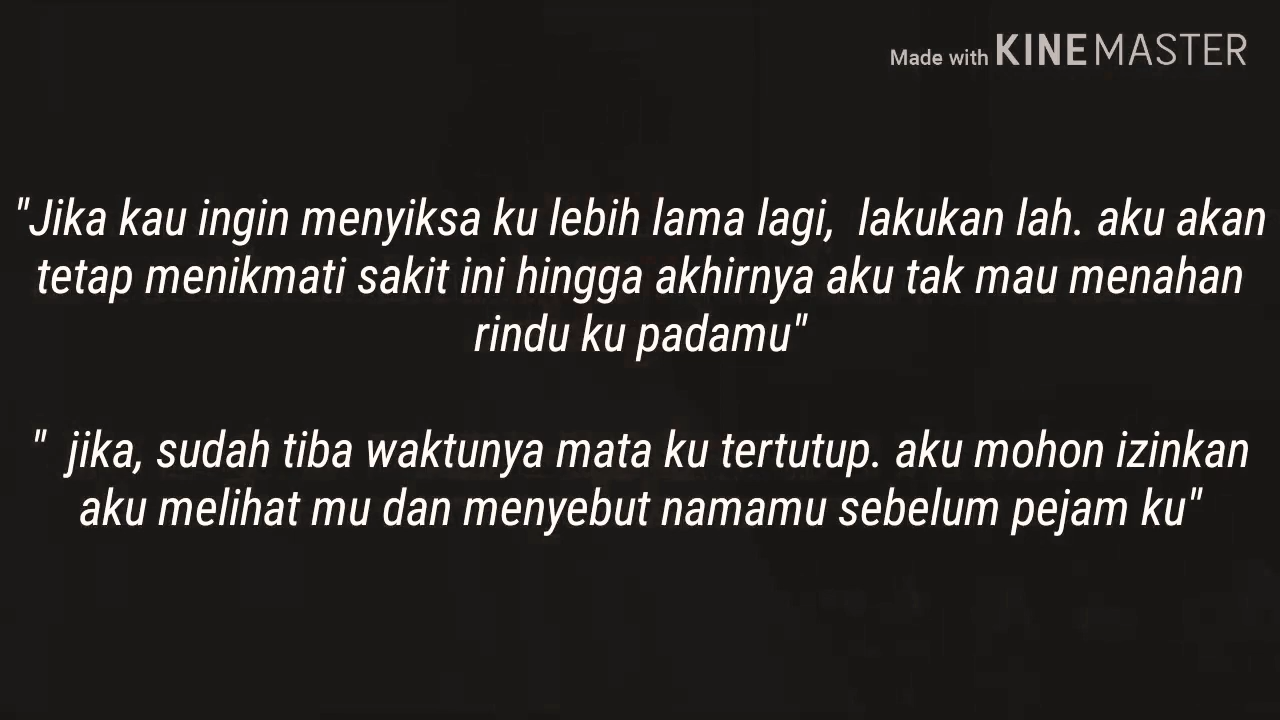 Made with KINEMASTER
"Jika kau ingin menyiksa ku lebih lama lagi,  lakukan lah. aku akan
tetap menikmati sakit ini hingga akhirnya aku tak mau menahan
rindu ku padamu"
"  jika, sudah tiba waktunya mata ku tertutup. aku mohon izinkan
aku melihat mu dan menyebut namamu sebelum pejam ku"